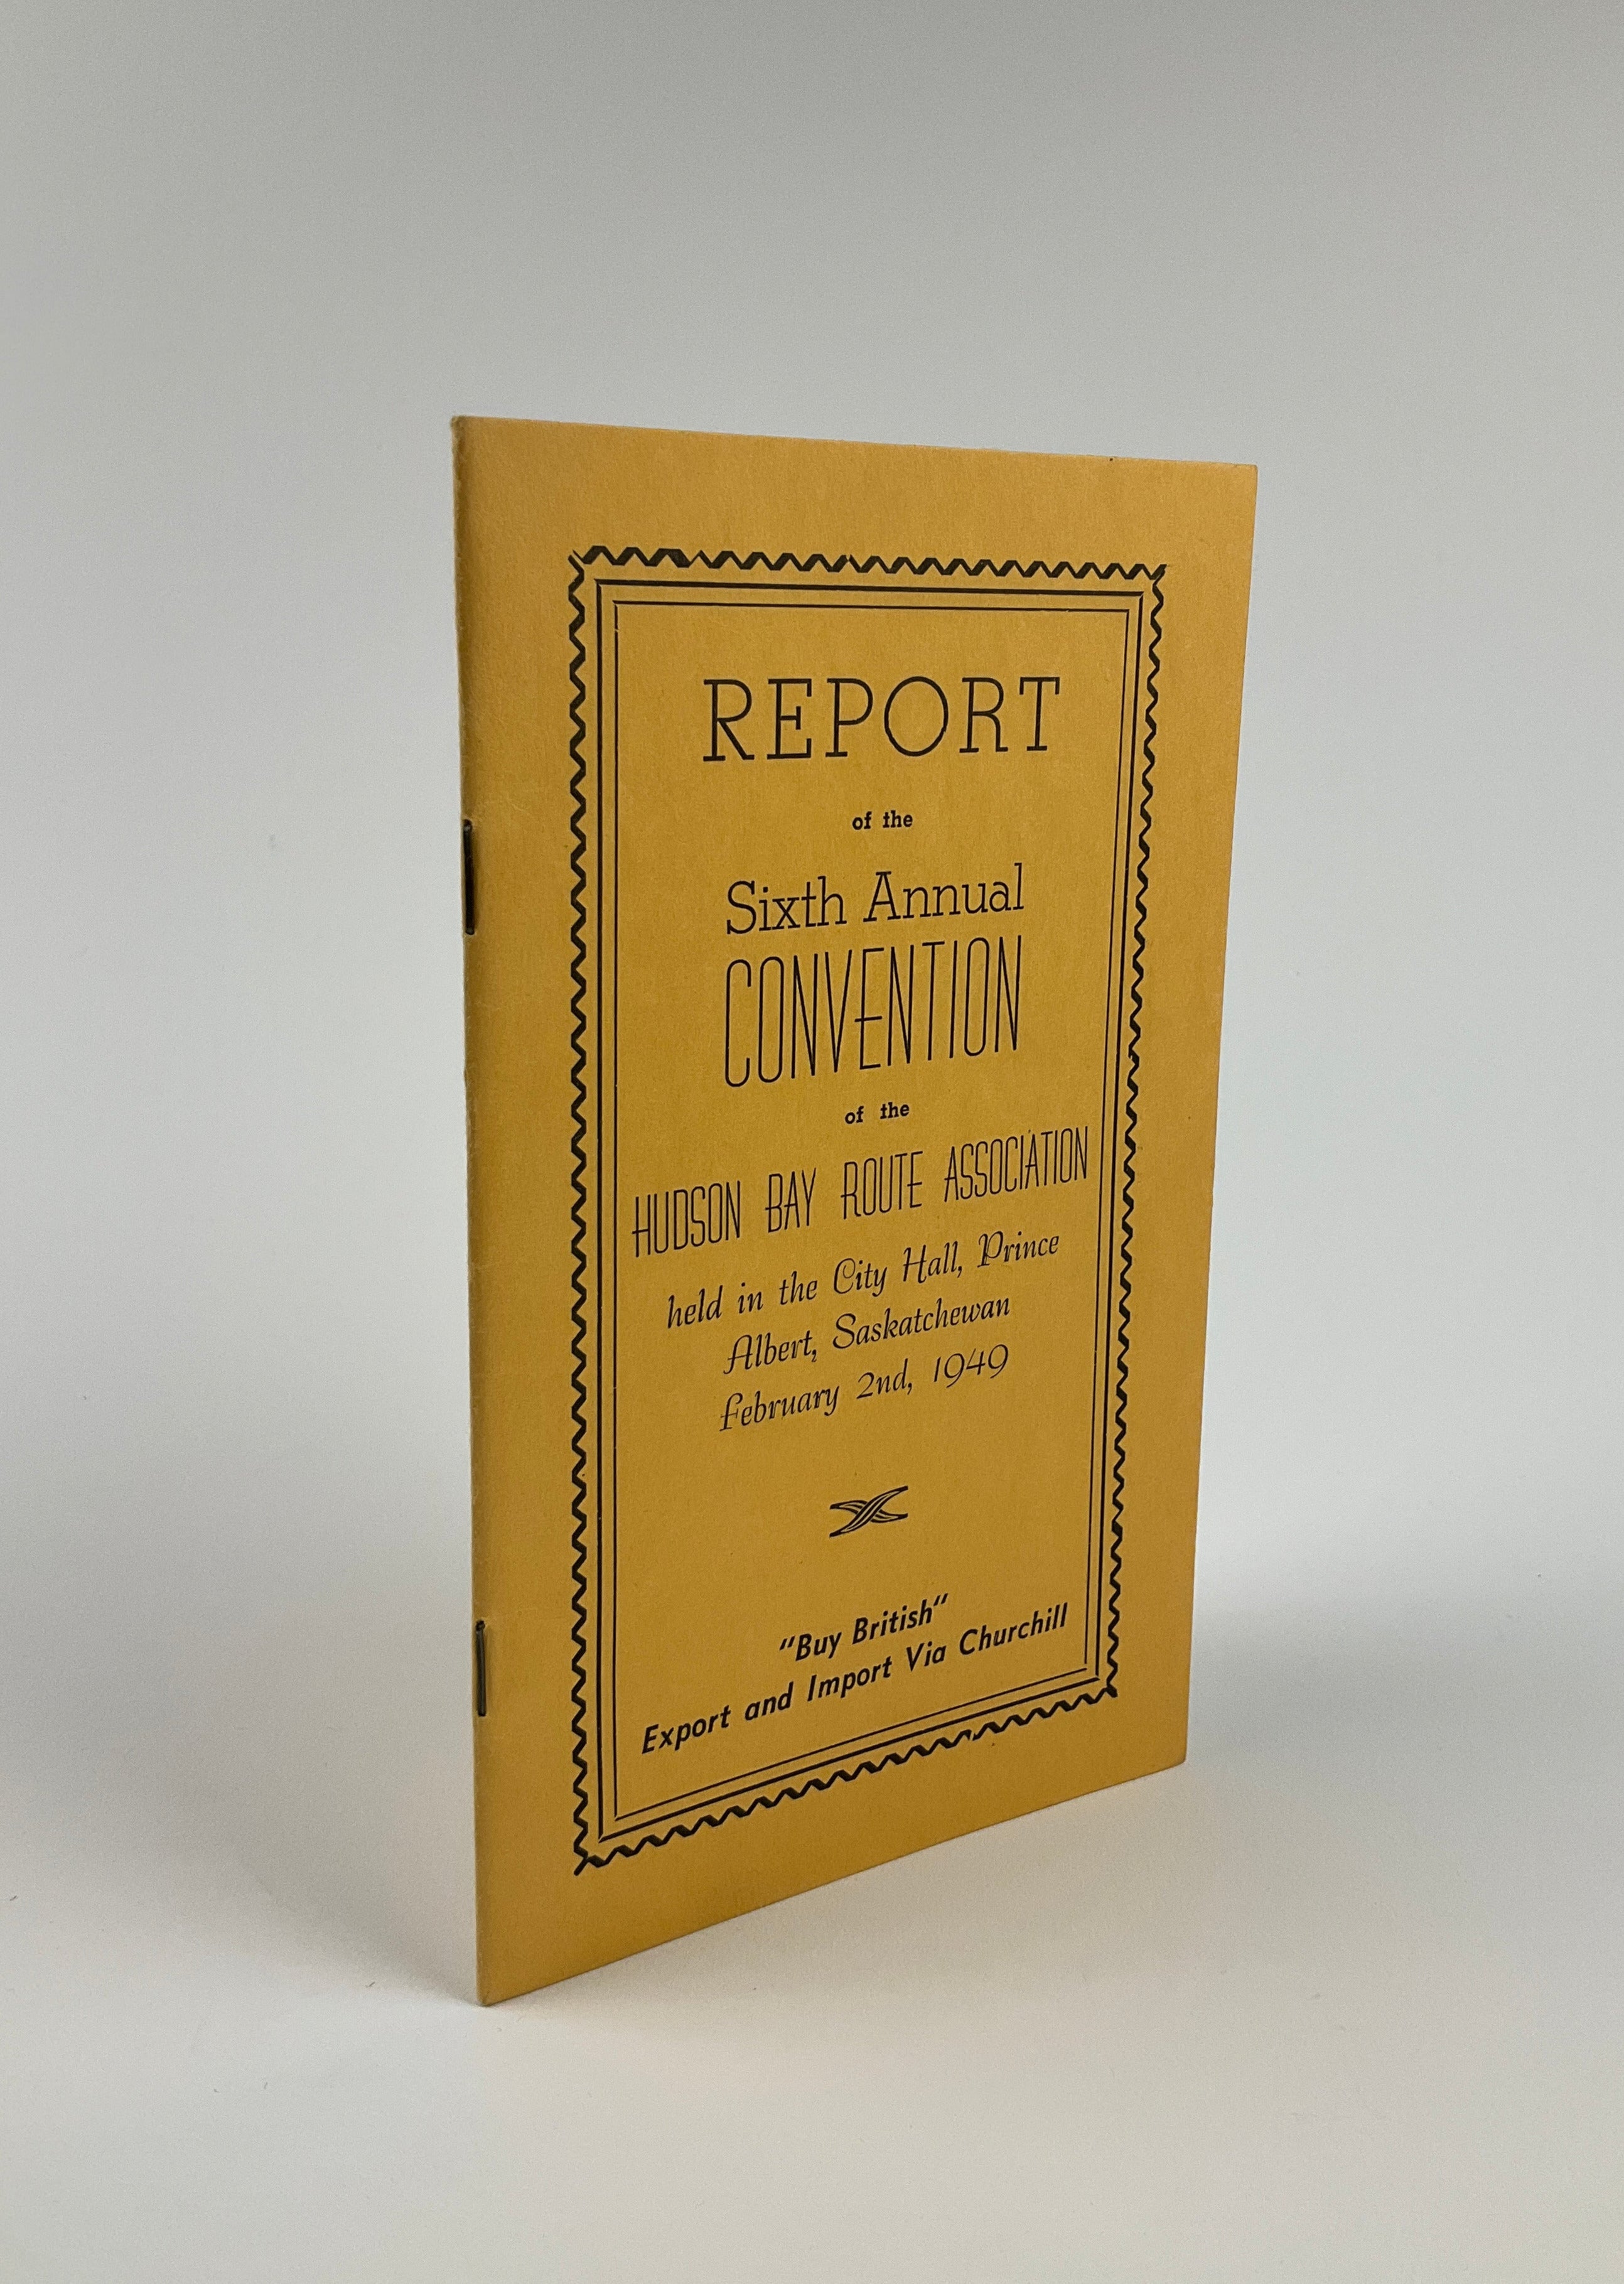 REPORT
of the
Sixth Annual
CONVENTION
of the
HUDSON BAY ROUTE ASSOCIATION
held in the City Hall, Prince
Albert, Saskatchewan
February 2nd, 1949
"Buy British"
Export and Import Via Churchill